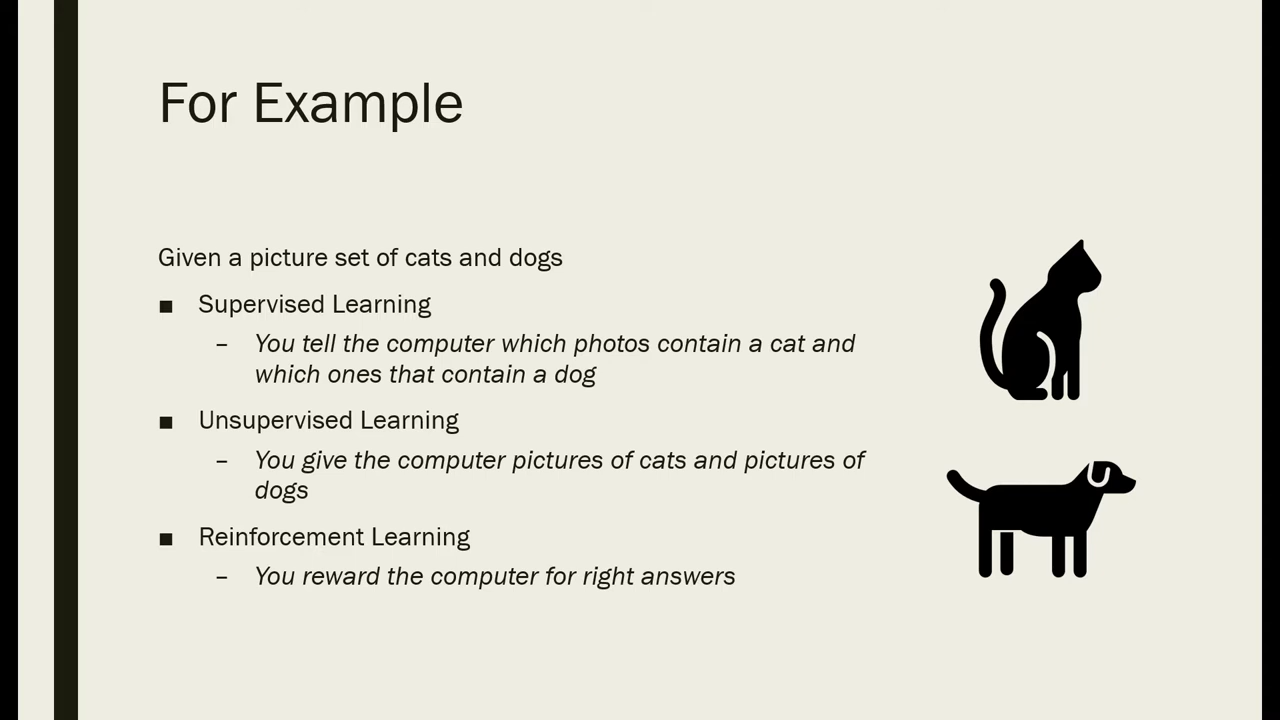 For Example
Given a picture set of cats and dogs
■ Supervised Learning
– You tell the computer which photos contain a cat and
which ones that contain a dog
■ Unsupervised Learning
– You give the computer pictures of cats and pictures of
dogs
■ Reinforcement Learning
– You reward the computer for right answers